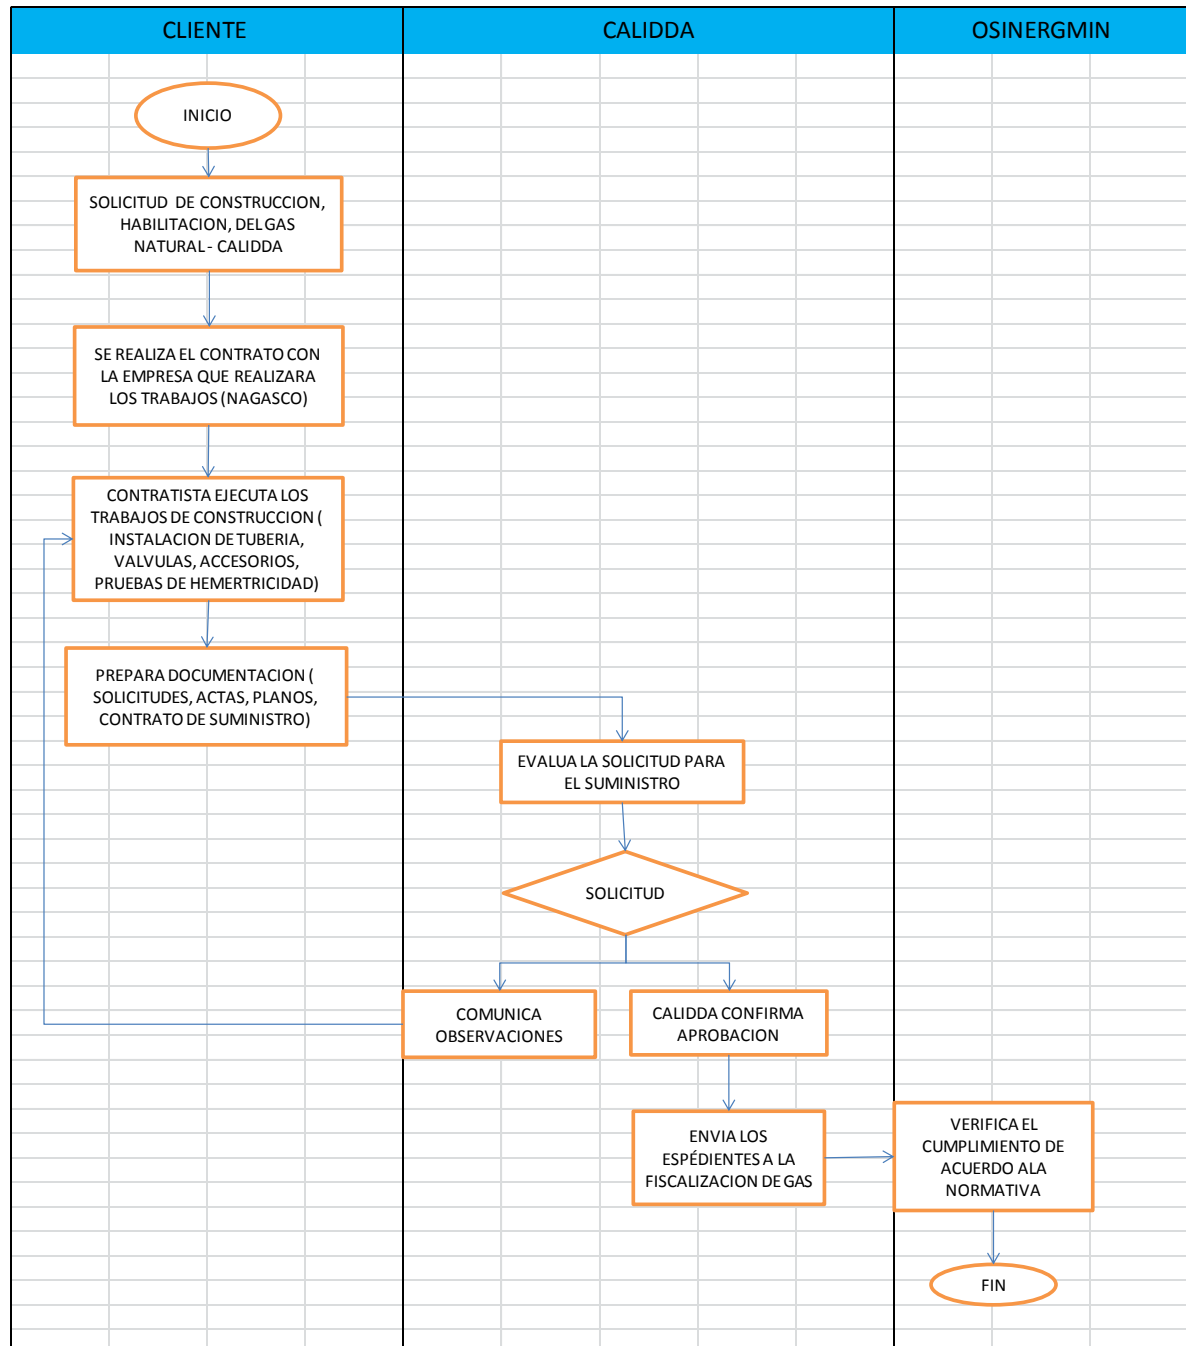 CLIENTE
CALIDDA
OSINERGMIN
INICIO
SOLICITUD DE CONSTRUCCION,
HABILITACION, DEL GAS
NATURAL - CALIDDA
SE REALIZA EL CONTRATO CON
LA EMPRESA QUE REALIZARA
LOS TRABAJOS (NAGASCO)
CONTRATISTA EJECUTA LOS
TRABAJOS DE CONSTRUCCION (
INSTALACION DE TUBERIA,
VALVULAS, ACCESORIOS,
PRUEBAS DE HEMERTRICIDAD)
PREPARA DOCUMENTACION (
SOLICITUDES, ACTAS, PLANOS,
CONTRATO DE SUMINISTRO)
EVALUA LA SOLICITUD PARA
EL SUMINISTRO
SOLICITUD
COMUNICA
OBSERVACIONES
CALIDDA CONFIRMA
APROBACION
ENVIA LOS
ESPÉDIENTES A LA
FISCALIZACION DE GAS
VERIFICA EL
CUMPLIMIENTO DE
ACUERDO ALA
NORMATIVA
FIN